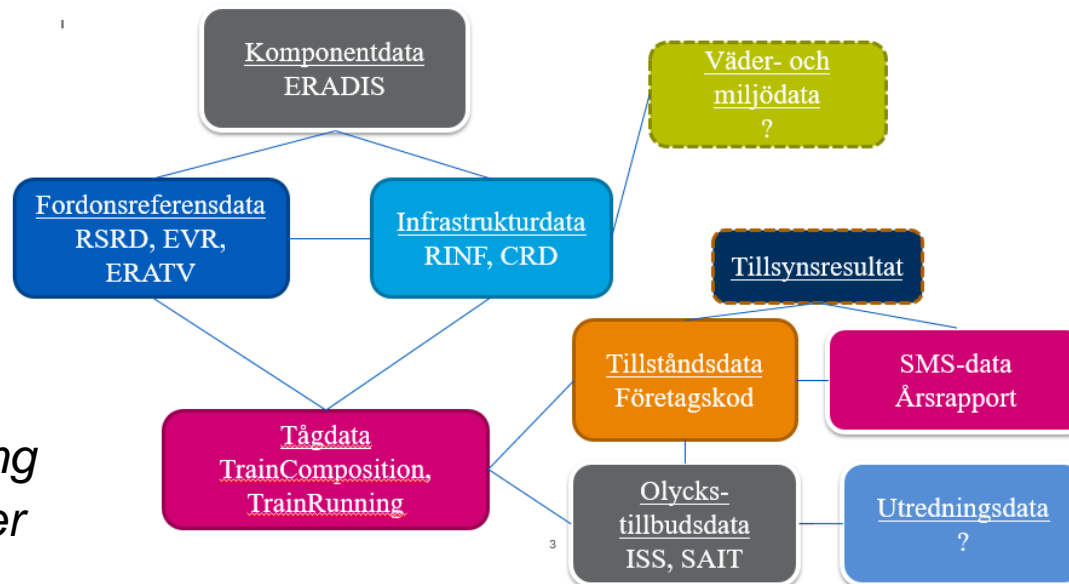 Komponentdata
ERADIS
Väder- och
miljödata
?
Fordonsreferensdata
RSRD, EVR,
ERATV
Infrastrukturdata
RINF, CRD
Tillsynsresultat
Tillståndsdata
Företagskod
SMS-data
Årsrapport
Tågdata
TrainComposition,
TrainRunning
ng
er
Olycks-
tillbudsdata
ISS, SAIT
Utredningsdata
?
3